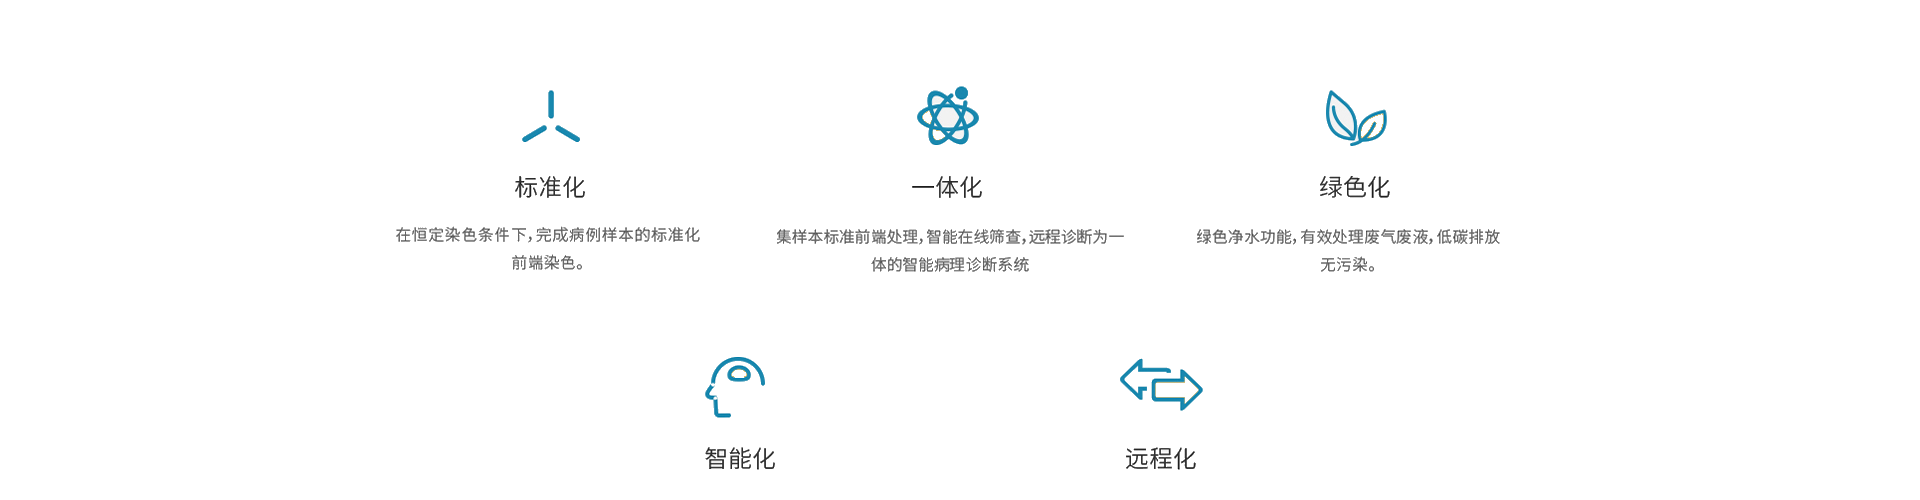 标准化
一体化
绿色化
在恒定染色条件下，完成病例样本的标准化
前端染色。
集样本标准前端处理，智能在线筛查，远程诊断为一
体的智能病理诊断系统
绿色净水功能，有效处理废气废液，低碳排放
无污染。
智能化
远程化